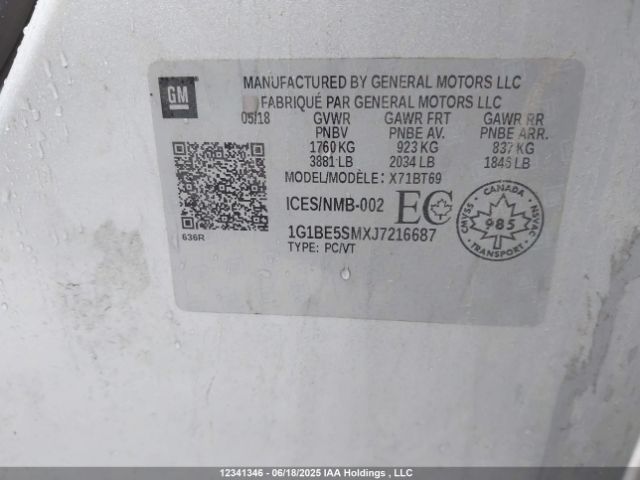 GM
MANUFACTURED BY GENERAL MOTORS LLC
FABRIQUÉ PAR GENERAL MOTORS LLC
05/18 GVWR GAWR FRT GAWR RR
PNBV PNBE AV. PNBE ARR.
1760 KG 923 KG 837 KG
3881 LB 2034 LB 1845 LB
MODEL/MODÈLE: X71BT69
ICES/NMB-002 EC
1G1BE5SMXJ7216687
TYPE: PC/VT
636R
CANADA
CMVSS NSVAC
985
TRANSPORT
12341346 - 06/18/2025 IAA Holdings , LLC